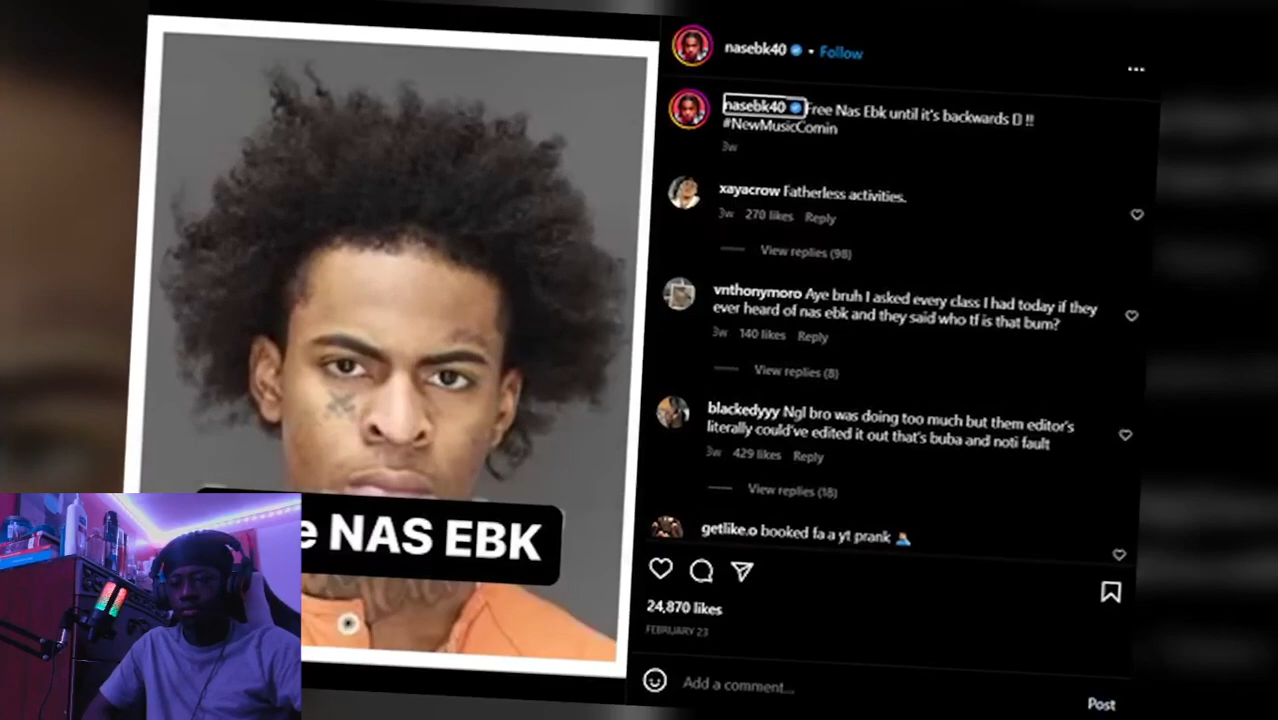 nasebk40 • Follow
nasebk40 Free Nas Ebk until it's backwards !!
#NewMusicComin
3w
xayacrow Fatherless activities.
3w 270 likes Reply
View replies (98)
vnthonymoro Aye bruh I asked every class I had today if they
ever heard of nas ebk and they said who tf is that bum?
3w 140 likes Reply
View replies (8)
blackedyyy Ngl bro was doing too much but them editor's
literally could've edited it out that's buba and noti fault
3w 429 likes Reply
View replies (18)
getlike.o booked fa a yt prank
24,870 likes
FEBRUARY 23
Add a comment...
Post
e NAS EBK